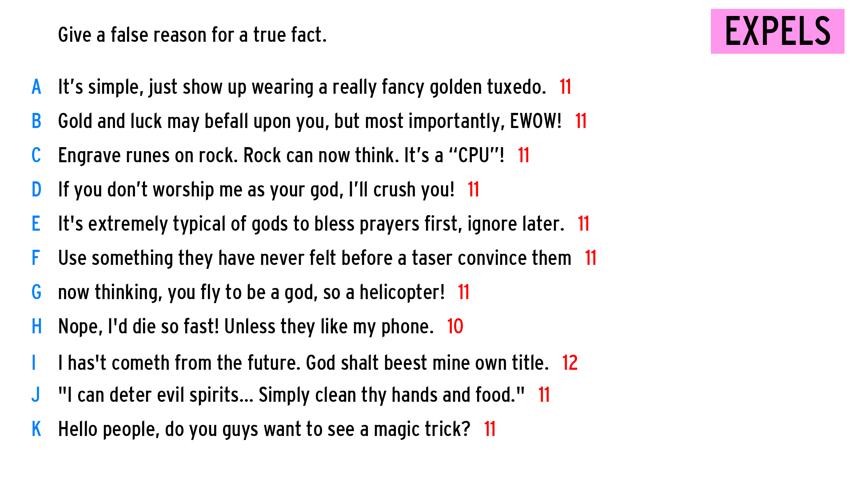 Give a false reason for a true fact.
EXPELS
A It’s simple, just show up wearing a really fancy golden tuxedo. 11
B Gold and luck may befall upon you, but most importantly, EWOW! 11
C Engrave runes on rock. Rock can now think. It’s a “CPU”! 11
D If you don’t worship me as your god, I’ll crush you! 11
E It's extremely typical of gods to bless prayers first, ignore later. 11
F Use something they have never felt before a taser convince them 11
G now thinking, you fly to be a god, so a helicopter! 11
H Nope, I'd die so fast! Unless they like my phone. 10
I I has't cometh from the future. God shalt beest mine own title. 12
J "I can deter evil spirits... Simply clean thy hands and food." 11
K Hello people, do you guys want to see a magic trick? 11